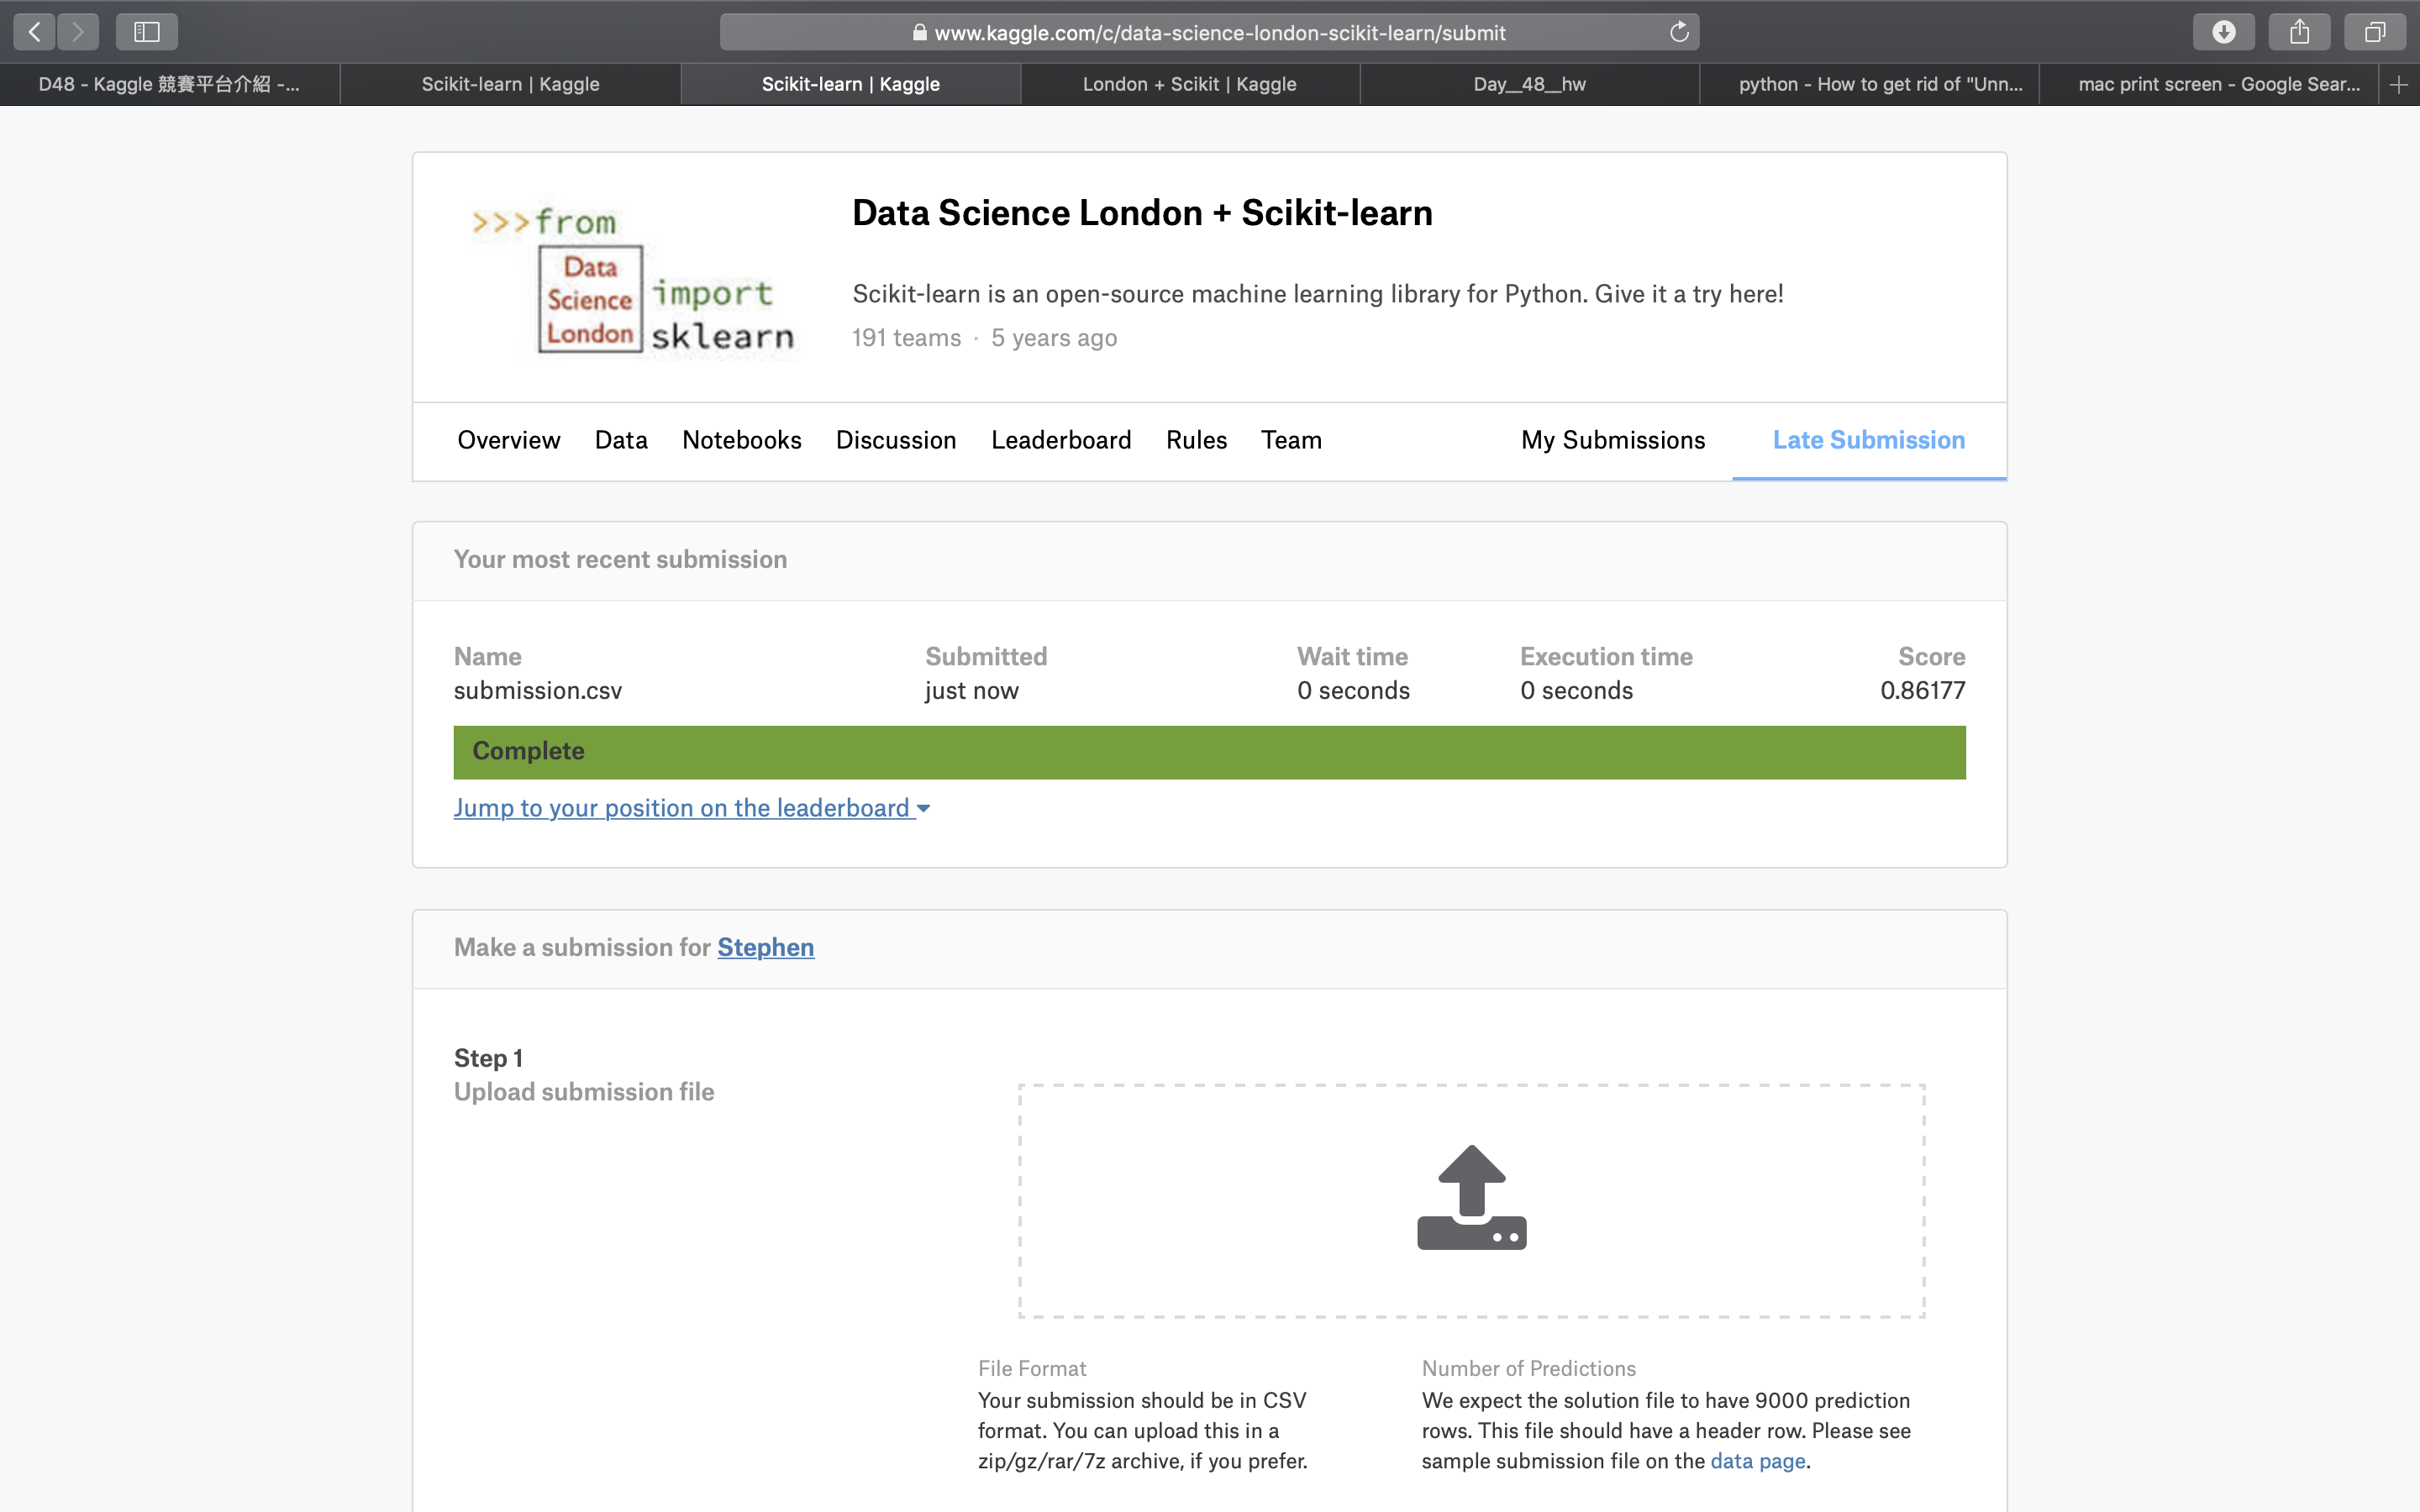 www.kaggle.com/c/data-science-london-scikit-learn/submit
D48 - Kaggle 競賽平台介紹 -...
Scikit-learn | Kaggle
Scikit-learn | Kaggle
London + Scikit | Kaggle
Day__48__hw
python - How to get rid of "Unn...
mac print screen - Google Sear...
>>>from
Data
Science
London
import
sklearn
Data Science London + Scikit-learn
Scikit-learn is an open-source machine learning library for Python. Give it a try here!
191 teams · 5 years ago
Overview Data Notebooks Discussion Leaderboard Rules Team My Submissions Late Submission
Your most recent submission
Name Submitted Wait time Execution time Score
submission.csv just now 0 seconds 0 seconds 0.86177
Complete
Jump to your position on the leaderboard
Make a submission for Stephen
Step 1
Upload submission file
File Format
Your submission should be in CSV
format. You can upload this in a
zip/gz/rar/7z archive, if you prefer.
Number of Predictions
We expect the solution file to have 9000 prediction
rows. This file should have a header row. Please see
sample submission file on the data page.